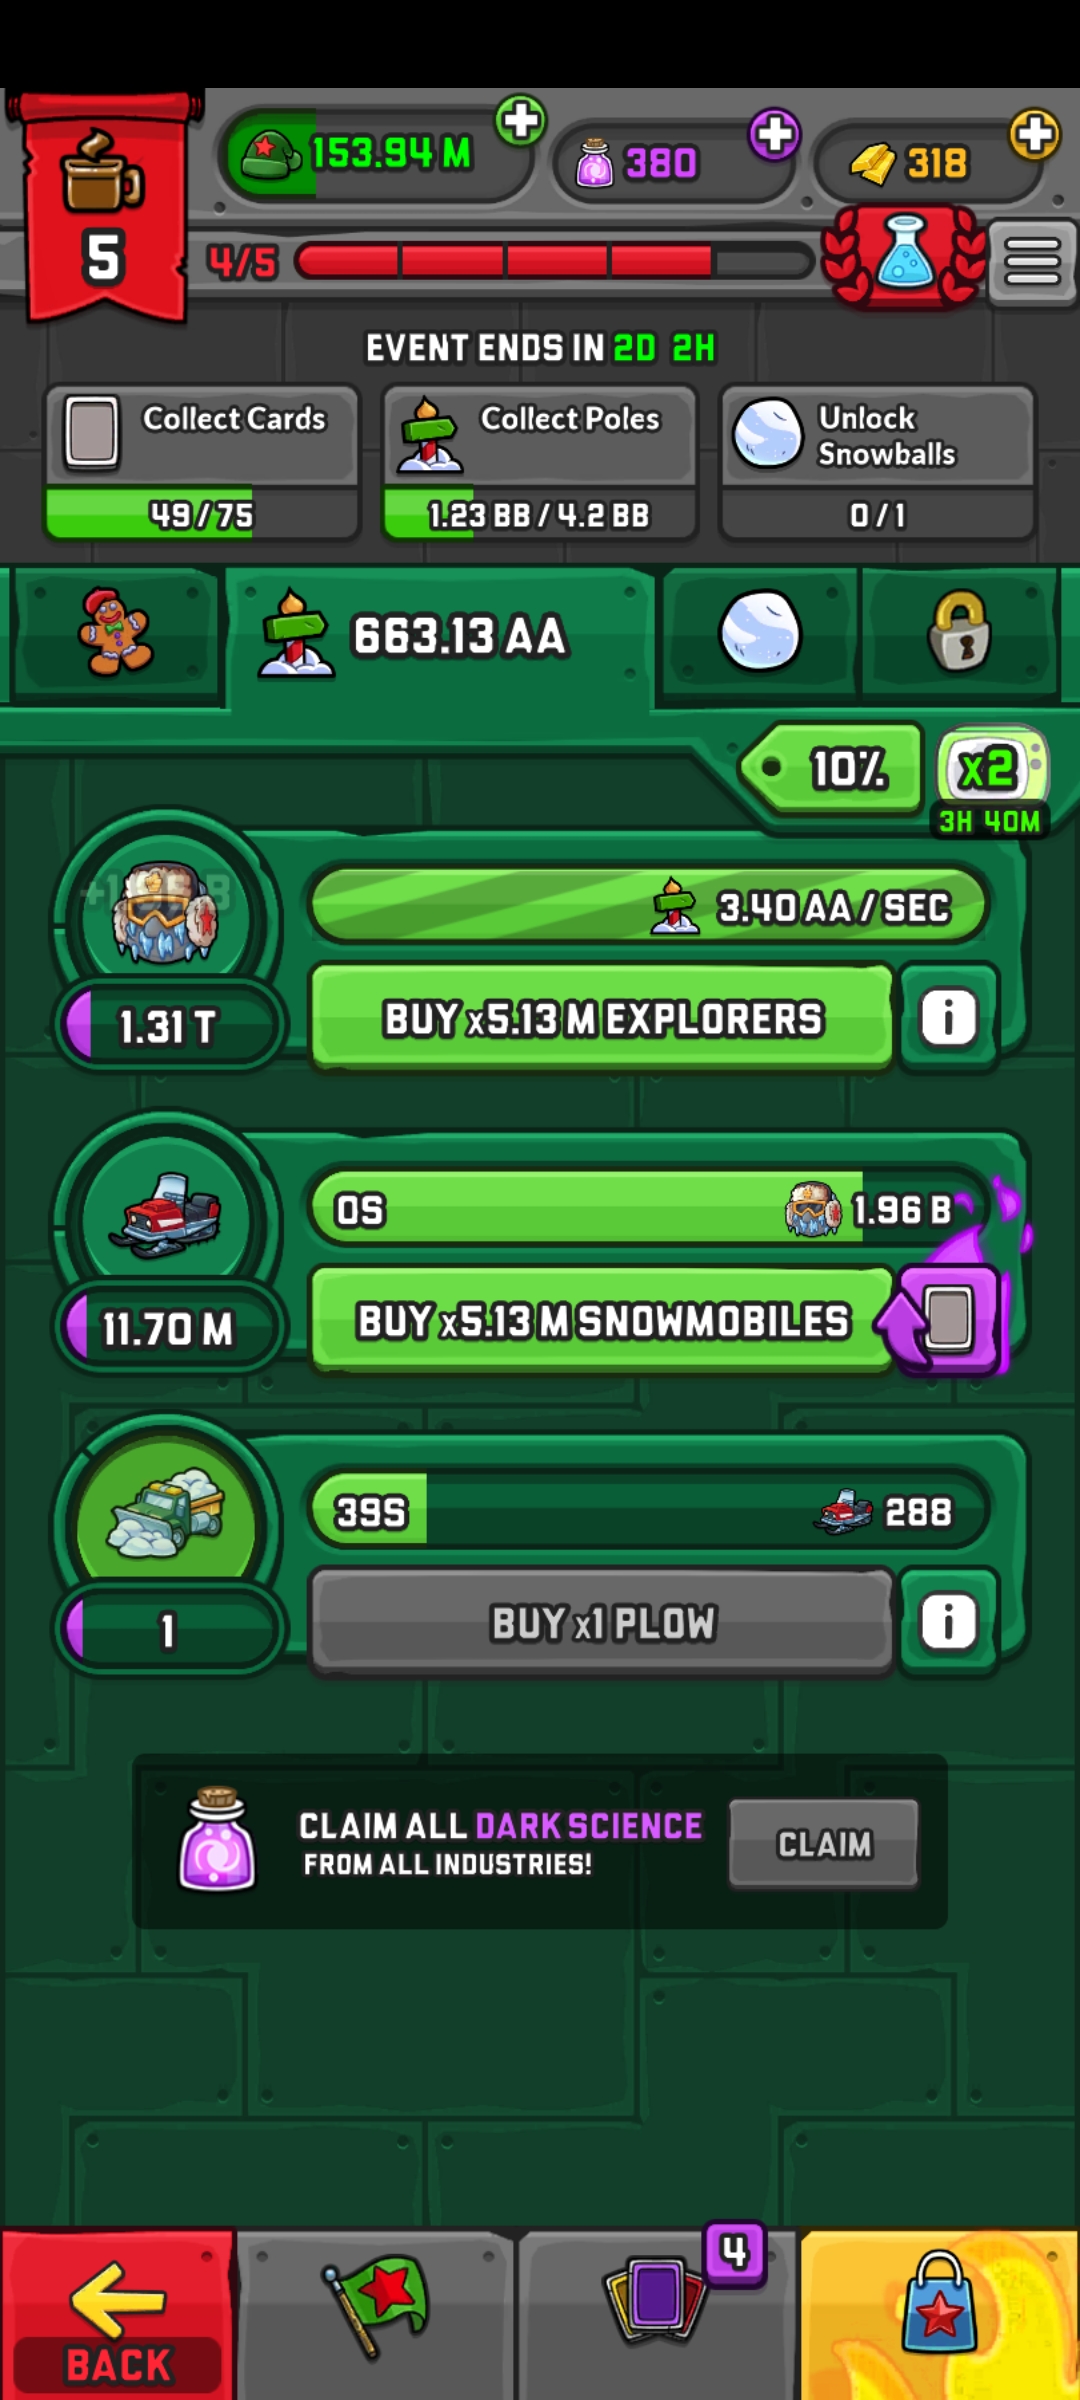 153.94 M
380
318
5
4/5
EVENT ENDS IN 2D 2H
Collect Cards
49/75
Collect Poles
1.23 BB / 4.2 BB
Unlock
Snowballs
0/1
663.13 AA
10%
x2
3H 40M
3.40 AA / SEC
1.31 T
BUY x5.13 M EXPLORERS
i
0S
1.96 B
11.70 M
BUY x5.13 M SNOWMOBILES
39S
288
1
BUY x1 PLOW
i
CLAIM ALL DARK SCIENCE
FROM ALL INDUSTRIES!
CLAIM
4
BACK